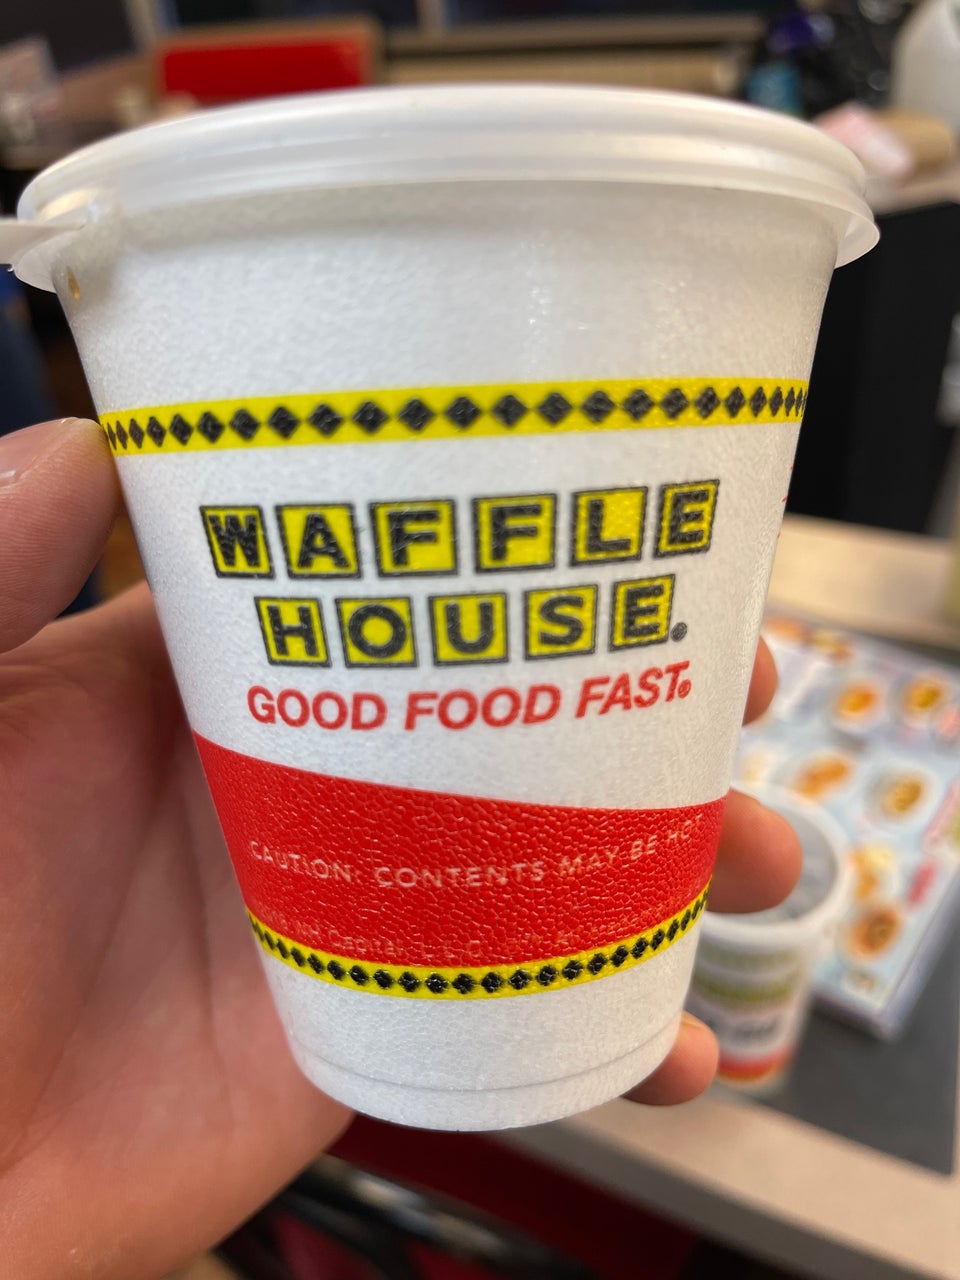 WAFFLE
HOUSE®
GOOD FOOD FAST®
CAUTION: CONTENTS MAY BE HOT